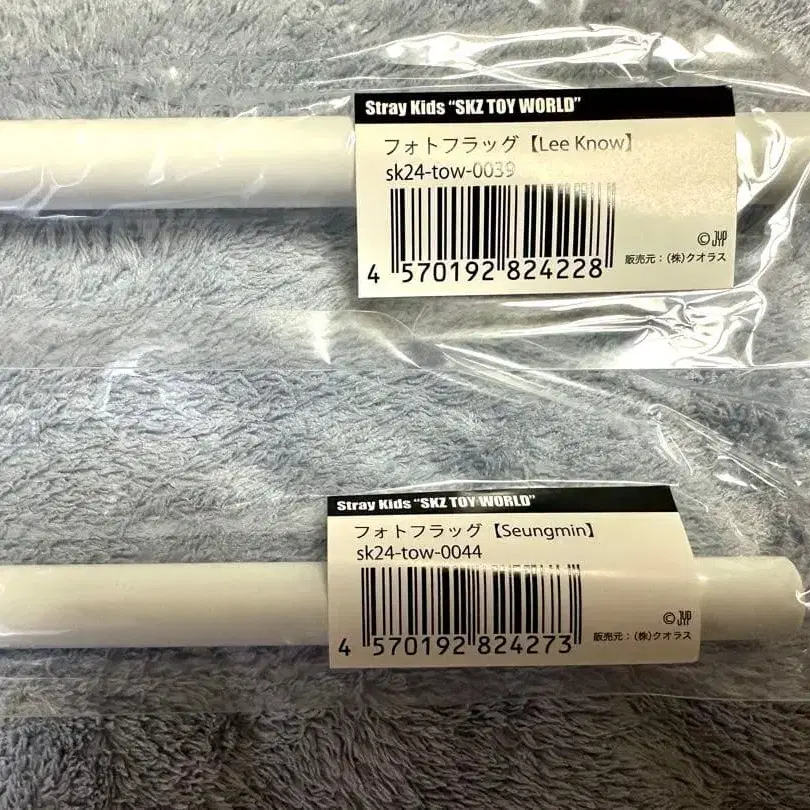 Stray Kids “SKZ TOY WORLD”
フォトフラッグ【Lee Know】
sk24-tow-0039
4 570192 824228
© JYP
販売元：(株)クオラス
Stray Kids “SKZ TOY WORLD”
フォトフラッグ【Seungmin】
sk24-tow-0044
4 570192 824273
© JYP
販売元：(株)クオラス